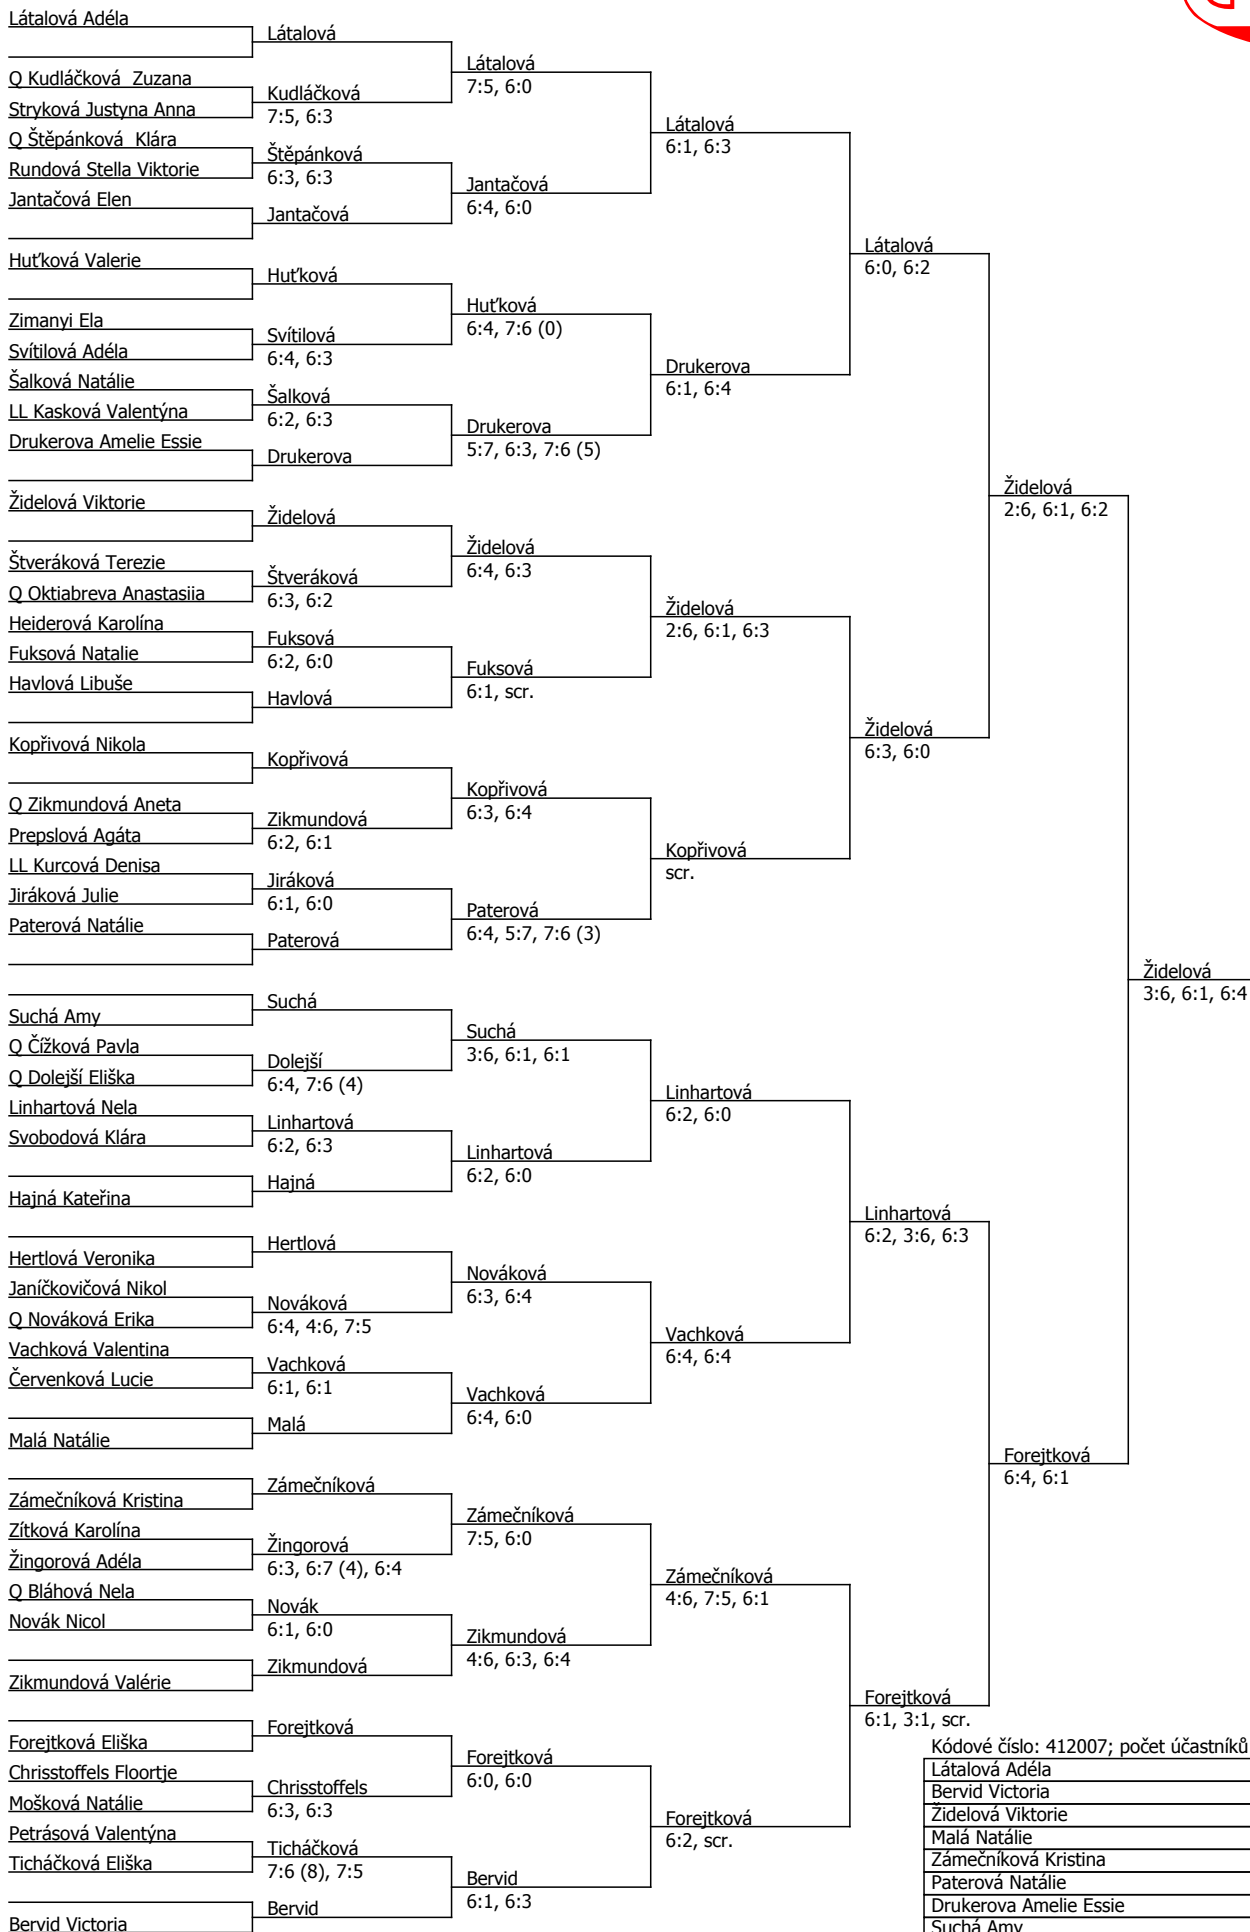 Látalová Adéla
Q Kudláčková  Zuzana
Stryková Justyna Anna
Q Štěpánková  Klára
Rundová Stella Viktorie
Jantačová Elen
Huťková Valerie
Zimanyi Ela
Svítilová Adéla
Šalková Natálie
LL Kasková Valentýna
Drukerova Amelie Essie
Židelová Viktorie
Štveráková Terezie
Q Oktiabreva Anastasiia
Heiderová Karolína
Fuksová Natalie
Havlová Libuše
Kopřivová Nikola
Q Zikmundová Aneta
Prepslová Agáta
LL Kurcová Denisa
Jiráková Julie
Paterová Natálie
Suchá Amy
Q Čížková Pavla
Q Dolejší Eliška
Linhartová Nela
Svobodová Klára
Hajná Kateřina
Hertlová Veronika
Janíčkovičová Nikol
Q Nováková Erika
Vachková Valentina
Červenková Lucie
Malá Natálie
Zámečníková Kristina
Zítková Karolína
Žingorová Adéla
Q Bláhová Nela
Novák Nicol
Zikmundová Valérie
Forejtková Eliška
Chrisstoffels Floortje
Mošková Natálie
Petrásová Valentýna
Ticháčková Eliška
Bervid Victoria
Látalová
Kudláčková
7:5, 6:3
Štěpánková
6:3, 6:3
Jantačová
Huťková
Svítilová
6:4, 6:3
Šalková
6:2, 6:3
Drukerova
Židelová
Štveráková
6:3, 6:2
Fuksová
6:2, 6:0
Havlová
Kopřivová
Zikmundová
6:2, 6:1
Jiráková
6:1, 6:0
Paterová
Suchá
Dolejší
6:4, 7:6 (4)
Linhartová
6:2, 6:3
Hajná
Hertlová
Nováková
6:4, 4:6, 7:5
Vachková
6:1, 6:1
Malá
Zámečníková
Žingorová
6:3, 6:7 (4), 6:4
Novák
6:1, 6:0
Zikmundová
Forejtková
Chrisstoffels
6:3, 6:3
Ticháčková
7:6 (8), 7:5
Bervid
Látalová
7:5, 6:0
Jantačová
6:4, 6:0
Huťková
6:4, 7:6 (0)
Drukerova
5:7, 6:3, 7:6 (5)
Židelová
6:4, 6:3
Fuksová
6:1, scr.
Kopřivová
6:3, 6:4
Paterová
6:4, 5:7, 7:6 (3)
Suchá
3:6, 6:1, 6:1
Linhartová
6:2, 6:0
Nováková
6:3, 6:4
Vachková
6:4, 6:0
Zámečníková
7:5, 6:0
Zikmundová
4:6, 6:3, 6:4
Forejtková
6:0, 6:0
Bervid
6:1, 6:3
Látalová
6:1, 6:3
Drukerova
6:1, 6:4
Židelová
2:6, 6:1, 6:3
Kopřivová
scr.
Linhartová
6:2, 6:0
Vachková
6:4, 6:4
Zámečníková
4:6, 7:5, 6:1
Forejtková
6:2, scr.
Látalová
6:0, 6:2
Židelová
6:3, 6:0
Linhartová
6:2, 3:6, 6:3
Forejtková
6:1, 3:1, scr.
Židelová
2:6, 6:1, 6:2
Forejtková
6:4, 6:1
Židelová
3:6, 6:1, 6:4
Kódové číslo: 412007; počet účastníků
Látalová Adéla
Bervid Victoria
Židelová Viktorie
Malá Natálie
Zámečníková Kristina
Paterová Natálie
Drukerova Amelie Essie
Suchá Amy